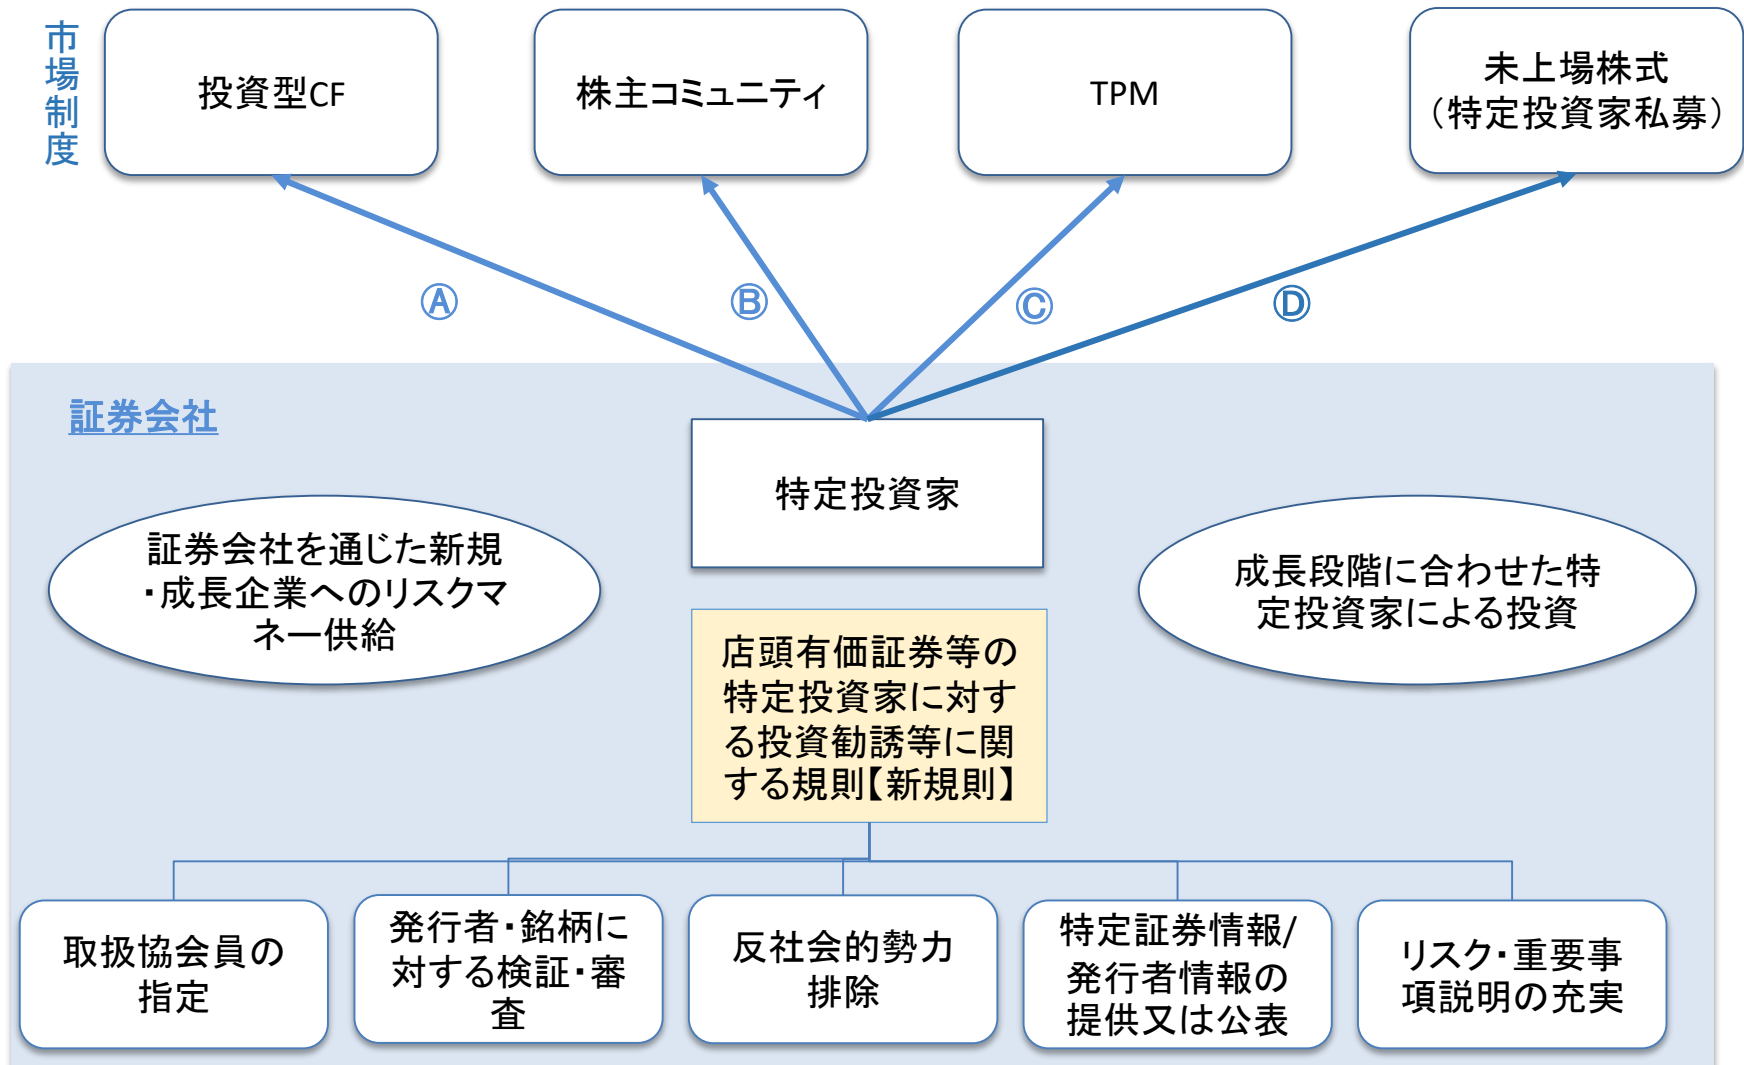 市場制度
投資型CF
株主コミュニティ
TPM
未上場株式
（特定投資家私募）
Ⓐ
Ⓑ
Ⓒ
Ⓓ
証券会社
特定投資家
証券会社を通じた新規
・成長企業へのリスクマ
ネー供給
成長段階に合わせた特
定投資家による投資
店頭有価証券等の
特定投資家に対す
る投資勧誘等に関
する規則【新規則】
取扱協会員の
指定
発行者・銘柄に
対する検証・審
査
反社会的勢力
排除
特定証券情報/
発行者情報の
提供又は公表
リスク・重要事
項説明の充実